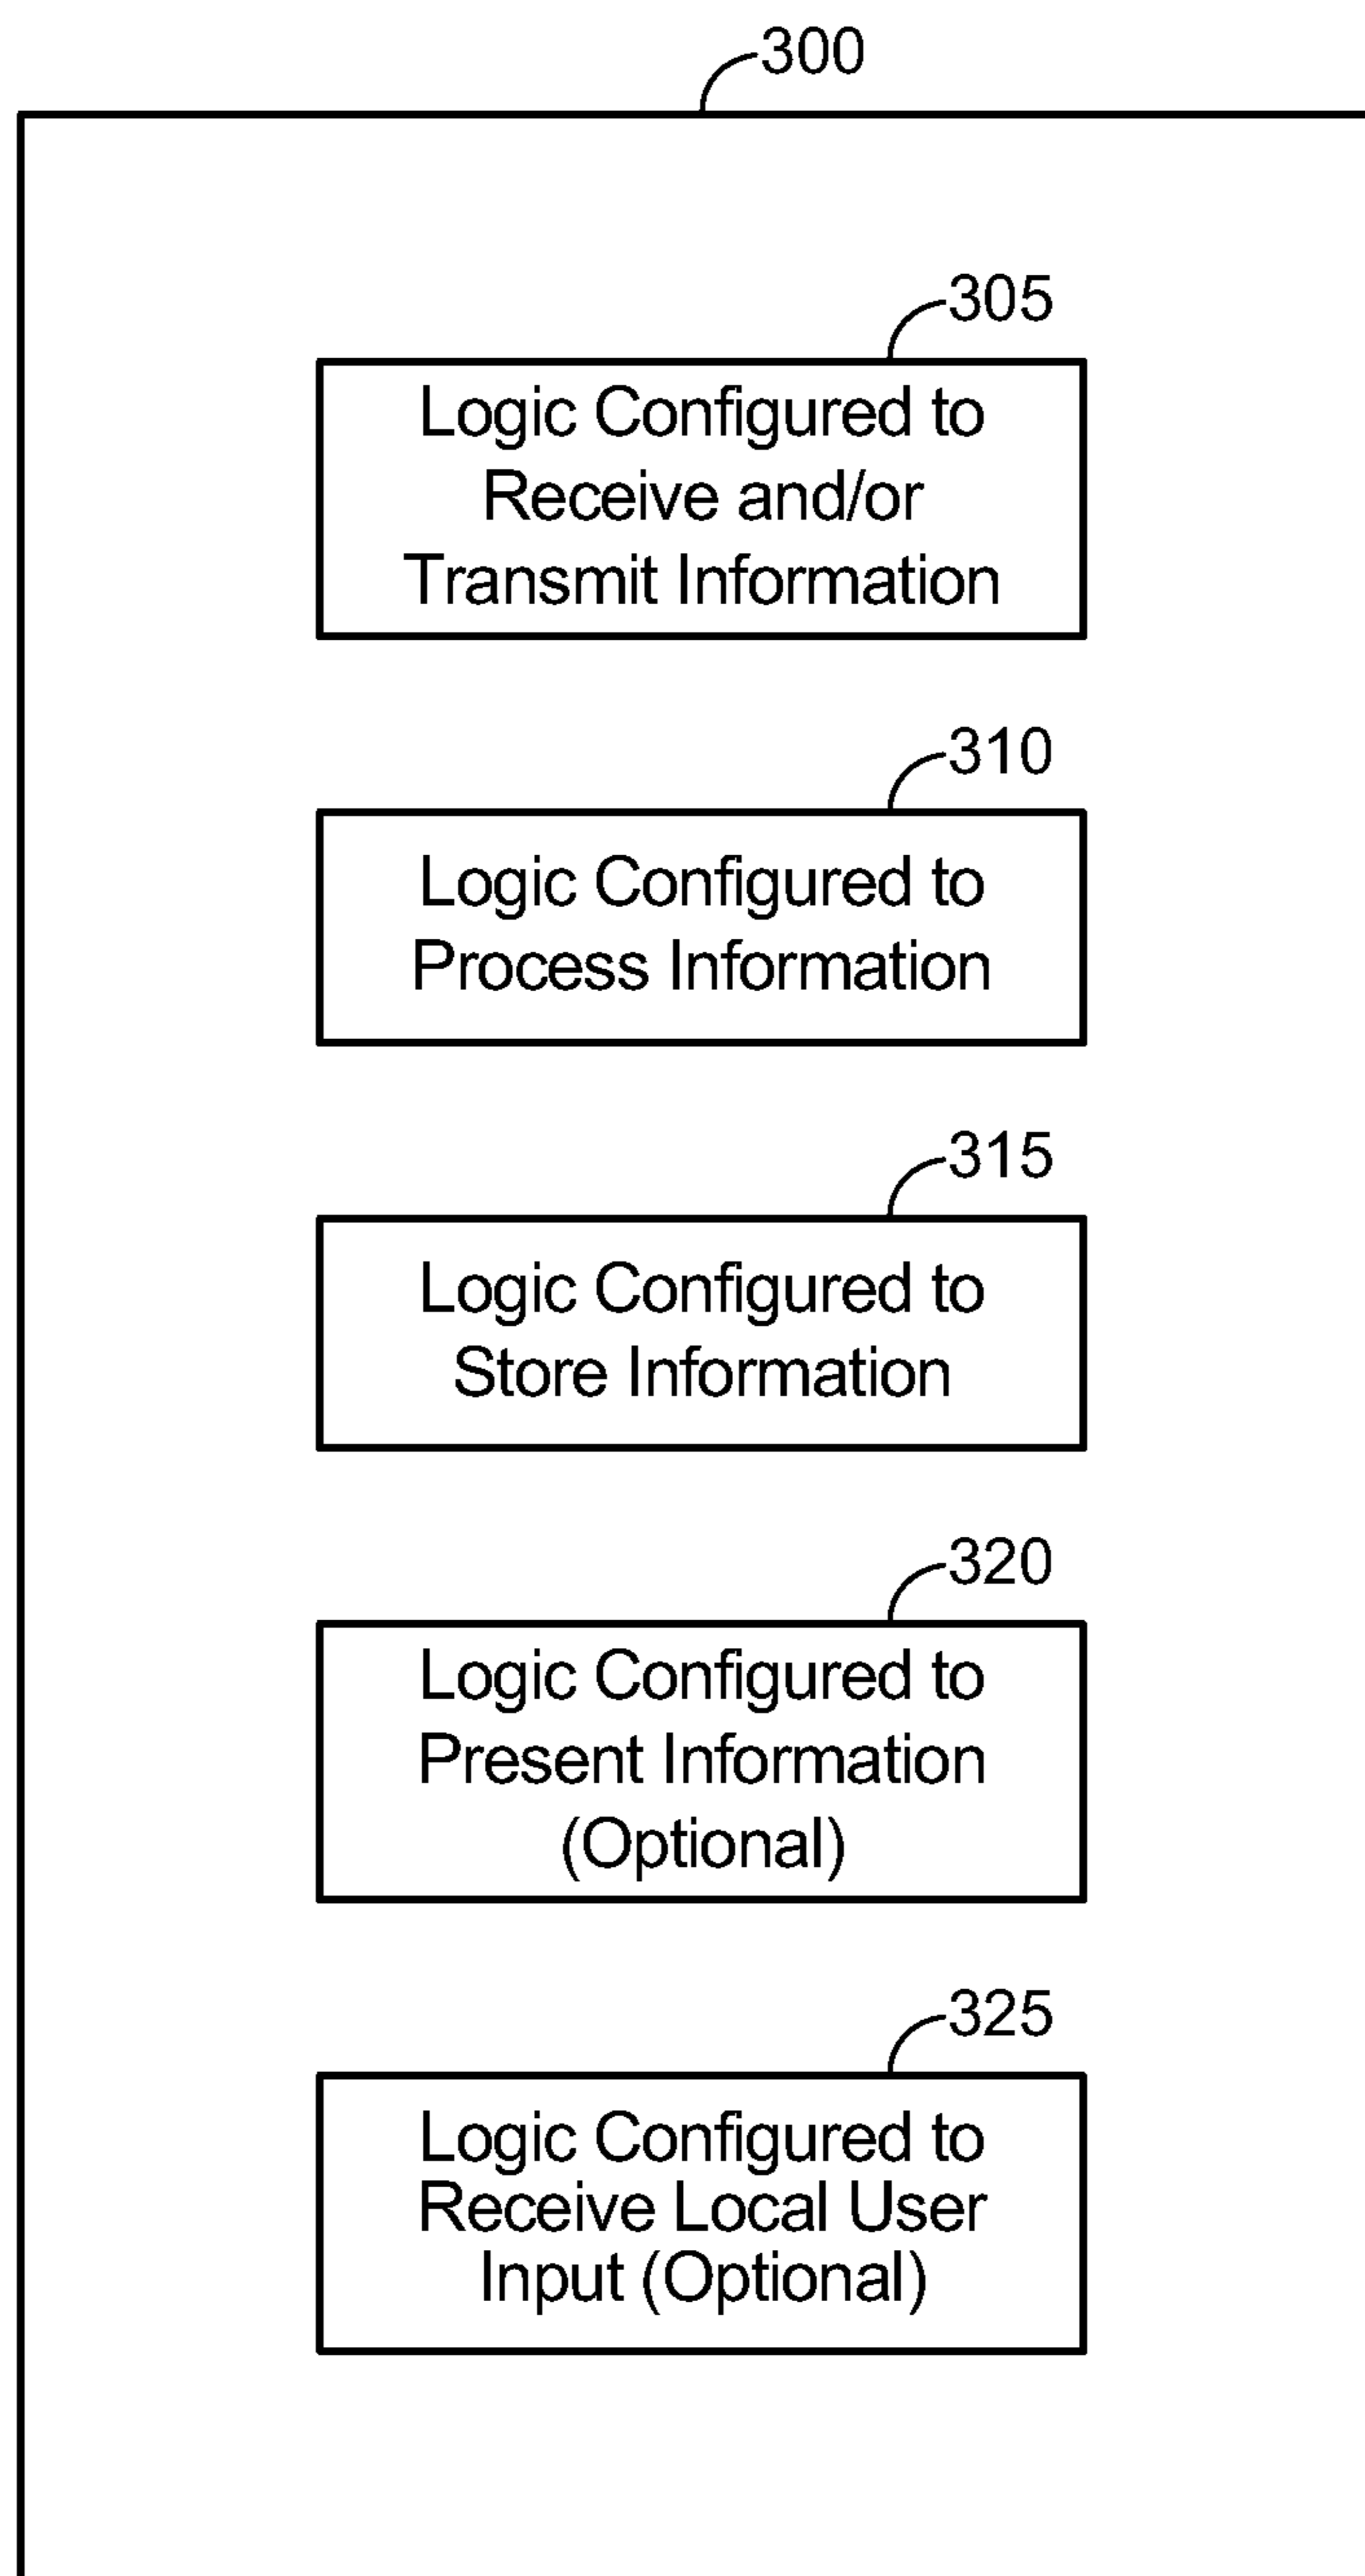 300
305
Logic Configured to
Receive and/or
Transmit Information
310
Logic Configured to
Process Information
315
Logic Configured to
Store Information
320
Logic Configured to
Present Information
(Optional)
325
Logic Configured to
Receive Local User
Input (Optional)